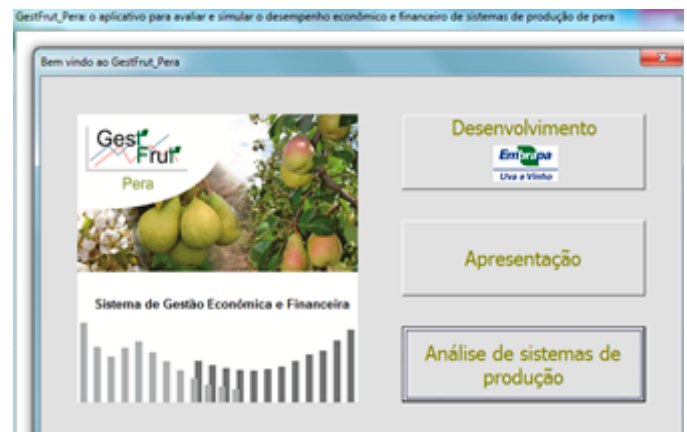 GestFrut_Pera: o aplicativo para avaliar e simular o desempenho econômico e financeiro de sistemas de produção de pera
Bem vindo ao GestFrut_Pera
Gest
Frut
Pera
Sistema de Gestão Econômica e Financeira
Desenvolvimento
Embrapa
Uva e Vinho
Apresentação
Análise de sistemas de
produção